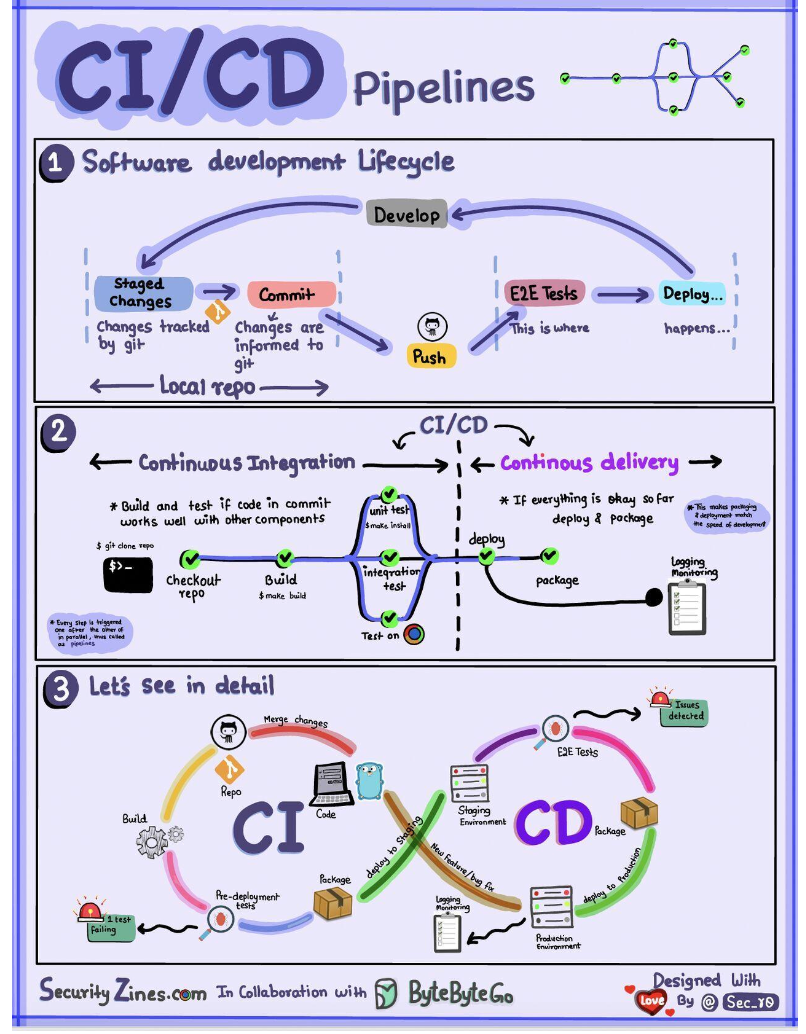 CI/CD Pipelines
1 Software development Lifecycle
Develop
Staged
Changes
Commit
E2E Tests
Deploy...
Changes tracked
by git
Changes are
informed to
git
This is where
happens...
Push
Local repo
2
CI/CD
Continuous Integration
Continous delivery
* Build and test if code in commit
works well with other components
* If everything is okay so far
deploy & package
* This makes packaging
& deployment match
the speed of development
unit test
$ make install
deploy
$ git clone repo
$>_
Checkout
repo
Build
$ make build
integration
test
package
Logging
Monitoring
Test on
* Every step is triggered
one after the other or
in parallel, thus called
as pipelines
3 Let's see in detail
Merge changes
Issues
detected
E2E Tests
Repo
Code
Staging
Environment
Build
CI
CD
Package
deploy to Staging
New feature/bug fix
deploy to Production
Package
Pre-deployment
tests
1 test
failing
Logging
Monitoring
Production
Environment
SecurityZines.com In Collaboration with ByteByteGo
Designed With
Love By @ Sec_r0